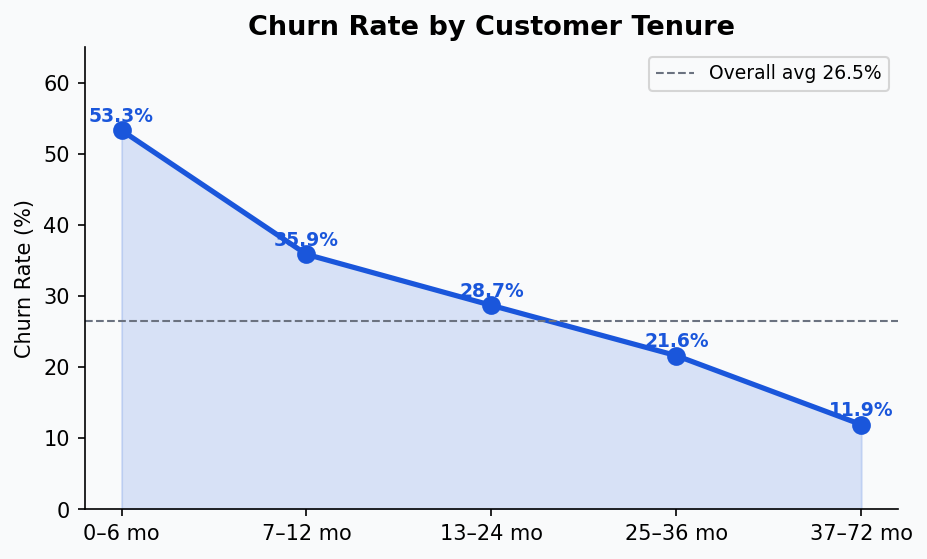 Churn Rate by Customer Tenure
Overall avg 26.5%
Churn Rate (%)
60
50
40
30
20
10
0
53.3%
35.9%
28.7%
21.6%
11.9%
0–6 mo
7–12 mo
13–24 mo
25–36 mo
37–72 mo